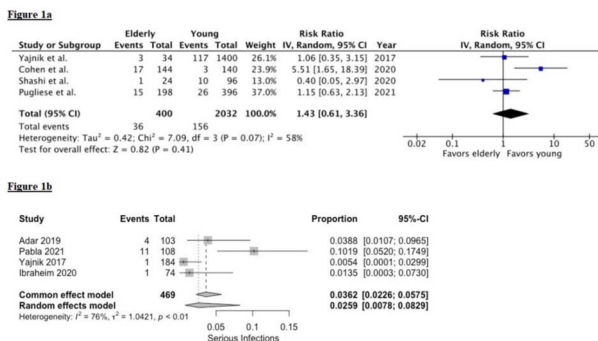 Figure 1a
Elderly Young Risk Ratio Risk Ratio
Study or Subgroup Events Total Events Total Weight IV, Random, 95% CI Year IV, Random, 95% CI
Yajnik et al. 3 34 117 1400 23.7% 1.06 [0.35, 3.15] 2017
Cohen et al. 17 144 3 140 23.9% 5.51 [1.65, 18.39] 2020
Shashi et al. 1 24 10 96 0.40 [0.05, 2.97] 2020
Pugliese et al. 15 198 26 396 37.0% 1.15 [0.63, 2.13] 2021
Total (95% CI) 400 2032 100.0% 1.43 [0.61, 3.36]
Total events 36 156
Heterogeneity: Tau² = 0.42; Chi² = 7.09, df = 3 (P = 0.07); I² = 58%
Test for overall effect: Z = 0.82 (P = 0.41)
0.02 0.1 1 10 50
Favors elderly Favors young
Figure 1b
Study Events Total Proportion 95%-CI
Adar 2019 4 103 0.0388 [0.0107; 0.0965]
Pabla 2021 11 108 0.1019 [0.0520; 0.1749]
Yajnik 2017 1 184 0.0054 [0.0001; 0.0299]
Ibraheim 2020 1 74 0.0135 [0.0003; 0.0730]
Common effect model 469 0.0362 [0.0226; 0.0575]
Random effects model 0.0259 [0.0078; 0.0829]
Heterogeneity: I² = 76%, τ² = 1.0421, p < 0.01
0.05 0.1 0.15
Serious Infections